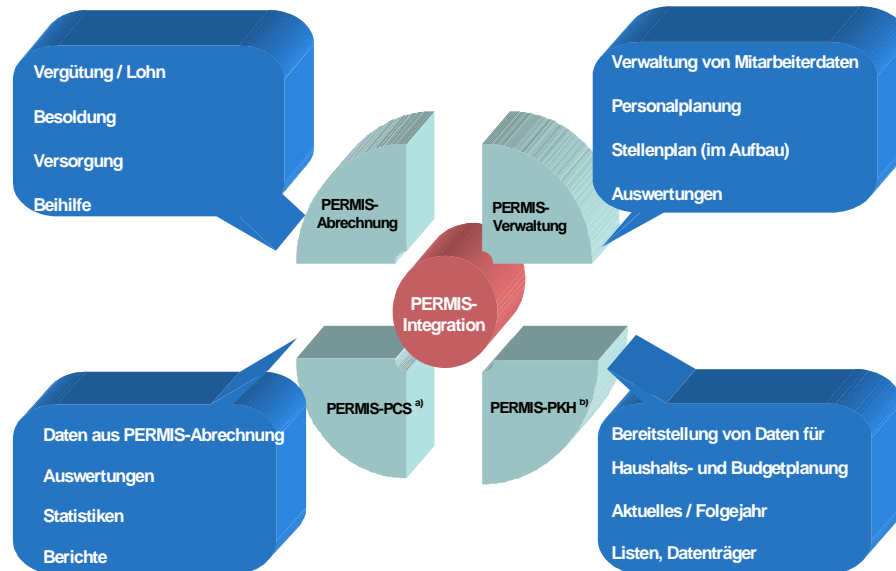 Vergütung / Lohn
Besoldung
Versorgung
Beihilfe
Verwaltung von Mitarbeiterdaten
Personalplanung
Stellenplan (im Aufbau)
Auswertungen
PERMIS-
Abrechnung
PERMIS-
Verwaltung
PERMIS-
Integration
PERMIS-PCS a)
PERMIS-PKH b)
Daten aus PERMIS-Abrechnung
Auswertungen
Statistiken
Berichte
Bereitstellung von Daten für
Haushalts- und Budgetplanung
Aktuelles / Folgejahr
Listen, Datenträger